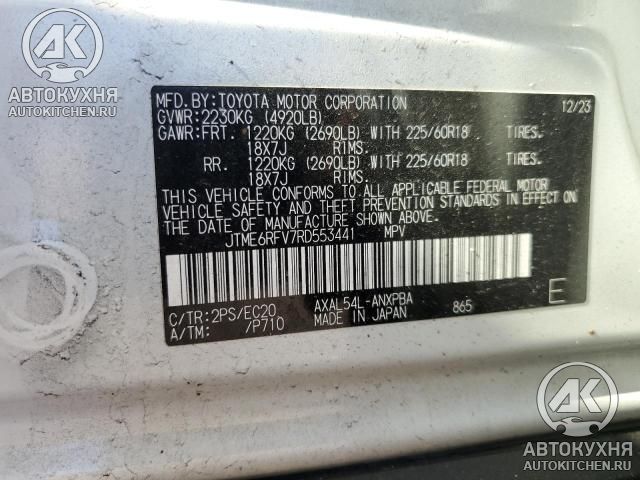 АК
АВТОКУХНЯ
AUTOKITCHEN.RU
MFD.BY:TOYOTA MOTOR CORPORATION 12/23
GVWR:2230KG (4920LB)
GAWR:FRT. 1220KG (2690LB) WITH 225/60R18 TIRES.
18X7J RIMS.
RR. 1220KG (2690LB) WITH 225/60R18 TIRES.
18X7J RIMS.
THIS VEHICLE CONFORMS TO ALL APPLICABLE FEDERAL MOTOR
VEHICLE SAFETY AND THEFT PREVENTION STANDARDS IN EFFECT ON
THE DATE OF MANUFACTURE SHOWN ABOVE.
JTME6RFV7RD553441 MPV
C/TR:2PS/EC20 AXAL54L-ANXPBA 865 E
A/TM: /P710 MADE IN JAPAN
АК
АВТОКУХНЯ
AUTOKITCHEN.RU